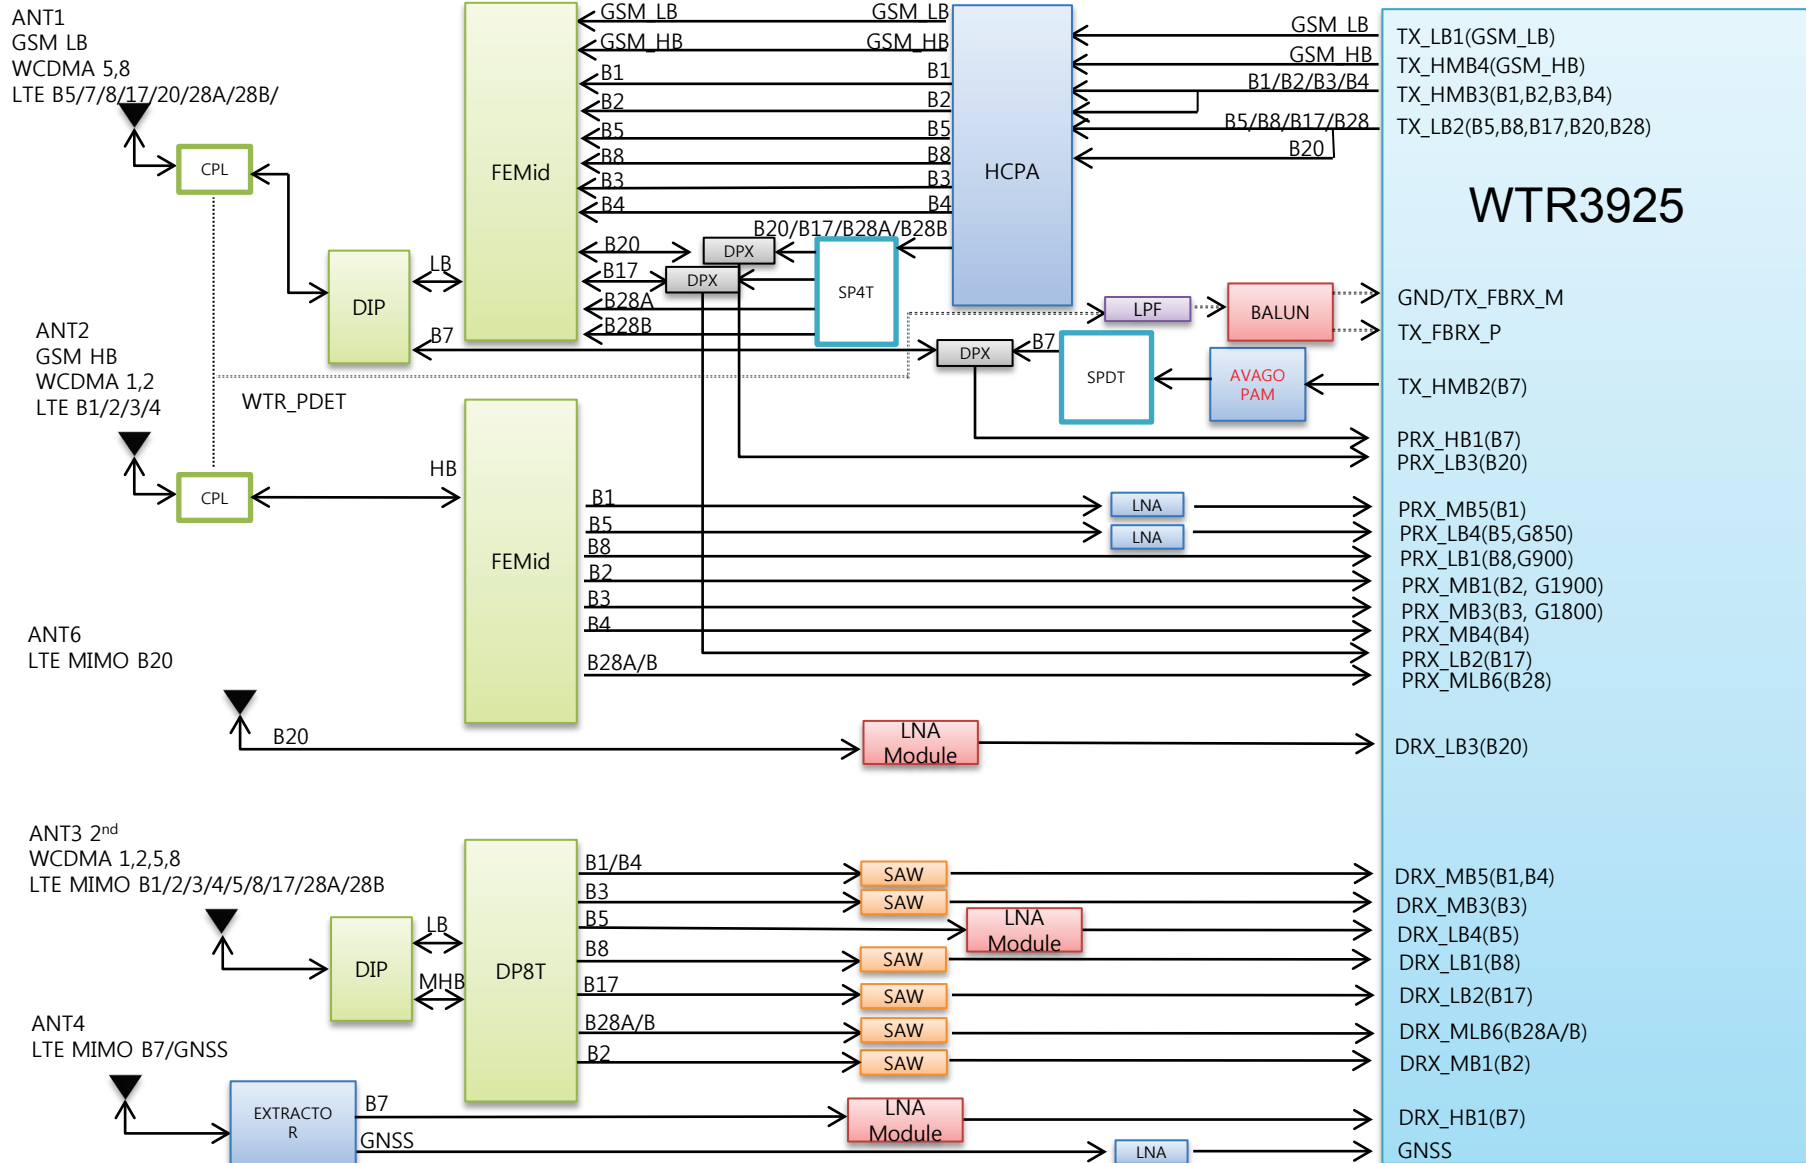 ANT1
GSM LB
WCDMA 5,8
LTE B5/7/8/17/20/28A/28B/
CPL
DIP
LB
B7
ANT2
GSM HB
WCDMA 1,2
LTE B1/2/3/4
WTR_PDET
CPL
HB
FEMid
GSM_LB
GSM_HB
B1
B2
B5
B8
B3
B4
B20
B17
B28A
B28B
GSM_LB
GSM_HB
B1
B2
B5
B8
B3
B4
B20/B17/B28A/B28B
DPX
DPX
SP4T
HCPA
GSM LB
GSM_HB
B1/B2/B3/B4
B5/B8/B17/B28
B20
TX_LB1(GSM_LB)
TX_HMB4(GSM_HB)
TX_HMB3(B1,B2,B3,B4)
TX_LB2(B5,B8,B17,B20,B28)
WTR3925
LPF
BALUN
GND/TX_FBRX_M
TX_FBRX_P
DPX
B7
SPDT
AVAGO
PAM
TX_HMB2(B7)
PRX_HB1(B7)
PRX_LB3(B20)
FEMid
B1
B5
B8
B2
B3
B4
B28A/B
LNA
LNA
PRX_MB5(B1)
PRX_LB4(B5,G850)
PRX_LB1(B8,G900)
PRX_MB1(B2, G1900)
PRX_MB3(B3, G1800)
PRX_MB4(B4)
PRX_LB2(B17)
PRX_MLB6(B28)
ANT6
LTE MIMO B20
B20
LNA
Module
DRX_LB3(B20)
ANT3 2nd
WCDMA 1,2,5,8
LTE MIMO B1/2/3/4/5/8/17/28A/28B
DIP
LB
MHB
DP8T
B1/B4
B3
B5
B8
B17
B28A/B
B2
SAW
SAW
LNA
Module
SAW
SAW
SAW
SAW
DRX_MB5(B1,B4)
DRX_MB3(B3)
DRX_LB4(B5)
DRX_LB1(B8)
DRX_LB2(B17)
DRX_MLB6(B28A/B)
DRX_MB1(B2)
ANT4
LTE MIMO B7/GNSS
EXTRACTO
R
B7
GNSS
LNA
Module
LNA
DRX_HB1(B7)
GNSS